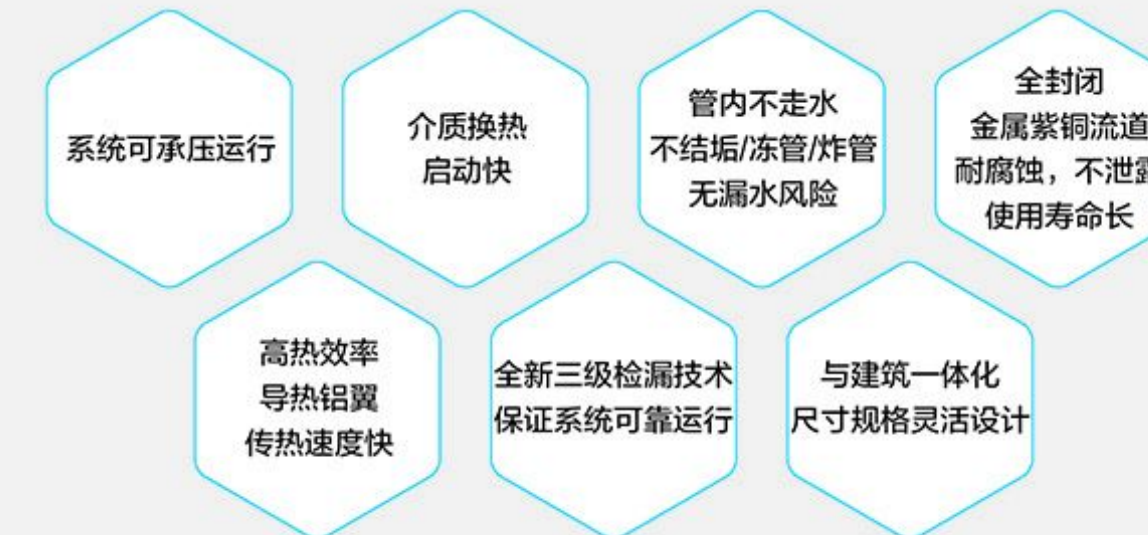 系统可承压运行
介质换热
启动快
管内不走水
不结垢/冻管/炸管
无漏水风险
全封闭
金属紫铜流道
耐腐蚀，不泄露
使用寿命长
高热效率
导热铝翼
传热速度快
全新三级检漏技术
保证系统可靠运行
与建筑一体化
尺寸规格灵活设计